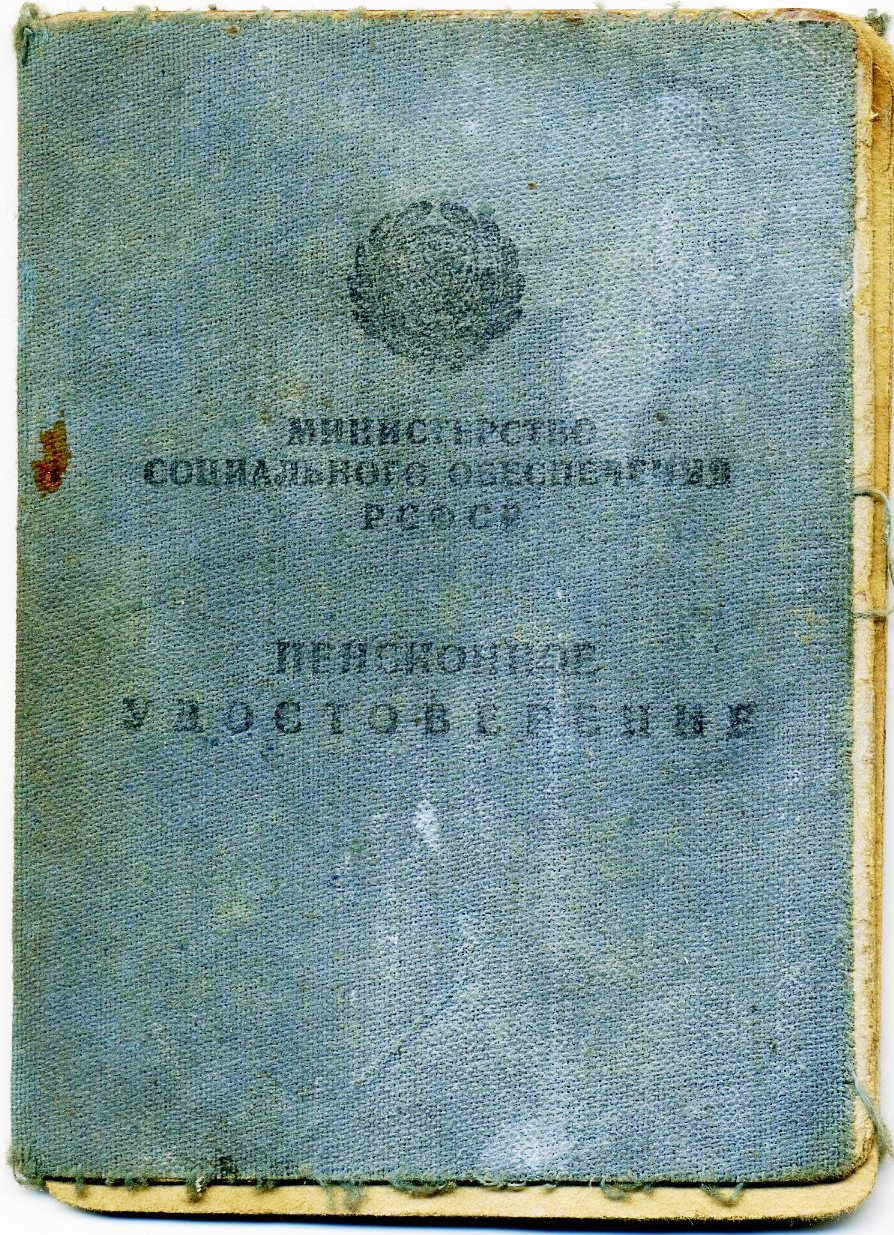 МИНИСТЕРСТВО
СОЦИАЛЬНОГО ОБЕСПЕЧЕНИЯ
РСФСР
ПЕНСИОННОЕ
УДОСТОВЕРЕНИЕ